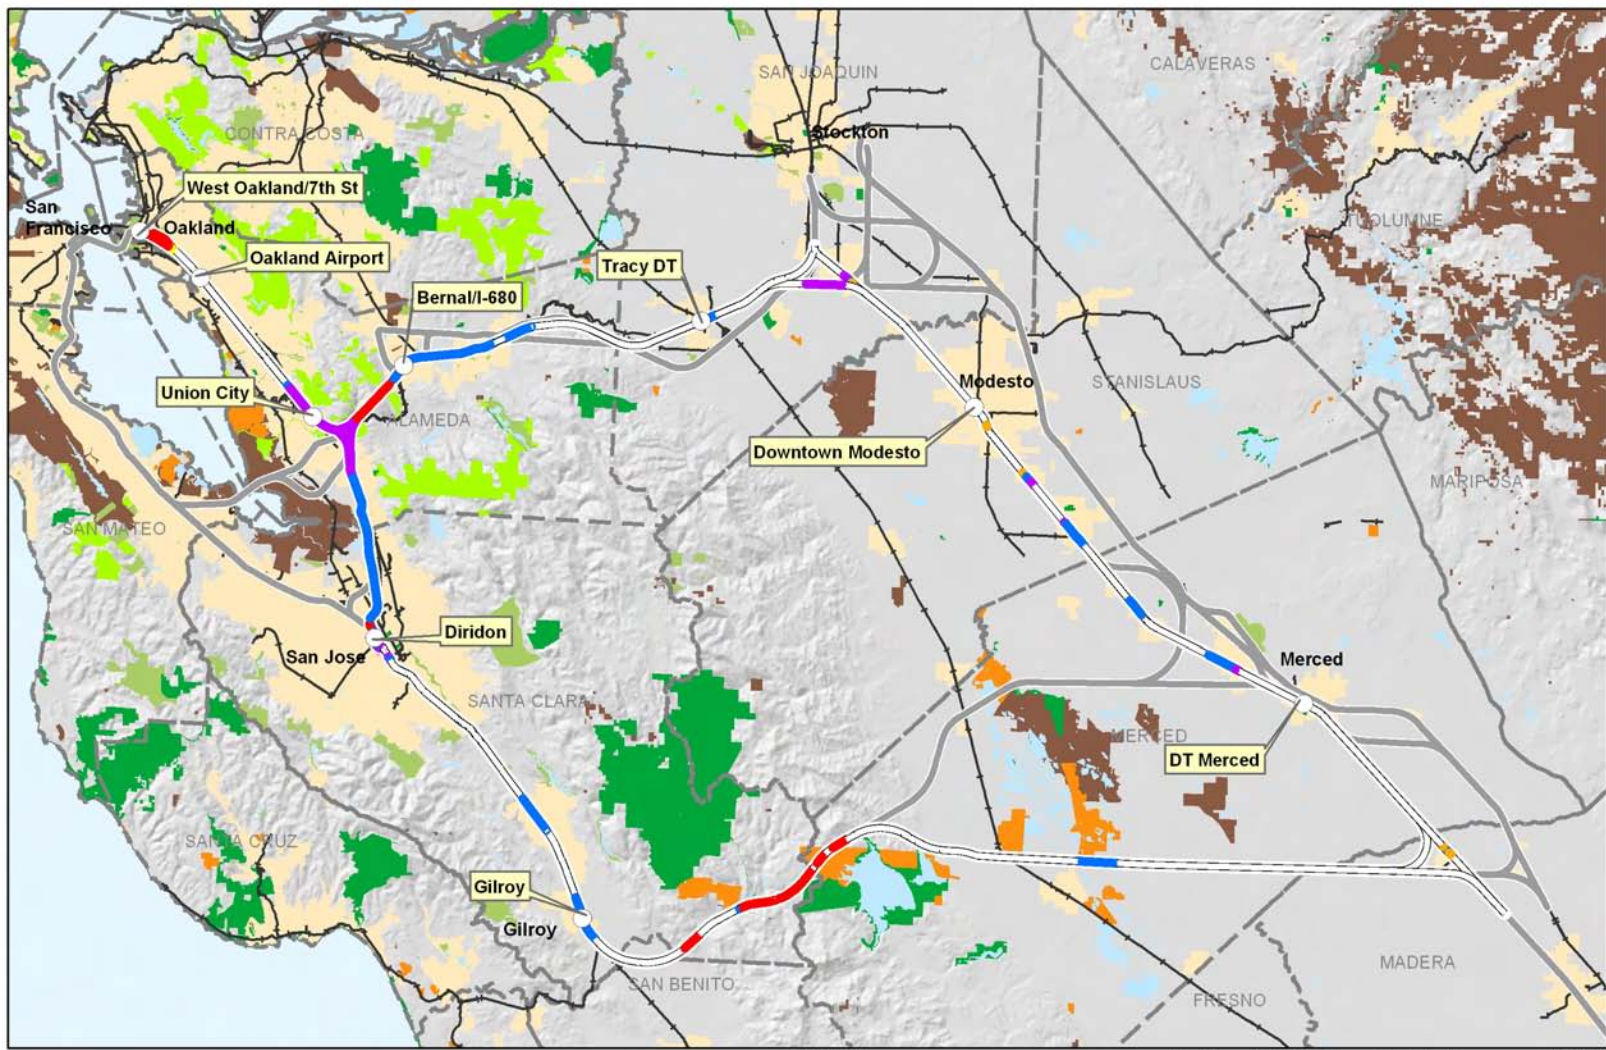 CALAVERAS
SAN JOAQUIN
CONTRA COSTA
Stockton
West Oakland/7th St
San
Francisco
Oakland
TUOLUMNE
Oakland Airport
Tracy DT
Bernal/I-680
Modesto
STANISLAUS
Union City
ALAMEDA
Downtown Modesto
MARIPOSA
SAN MATEO
Diridon
San Jose
Merced
SANTA CLARA
MERCED
DT Merced
SANTA CRUZ
Gilroy
Gilroy
MADERA
SAN BENITO
FRESNO